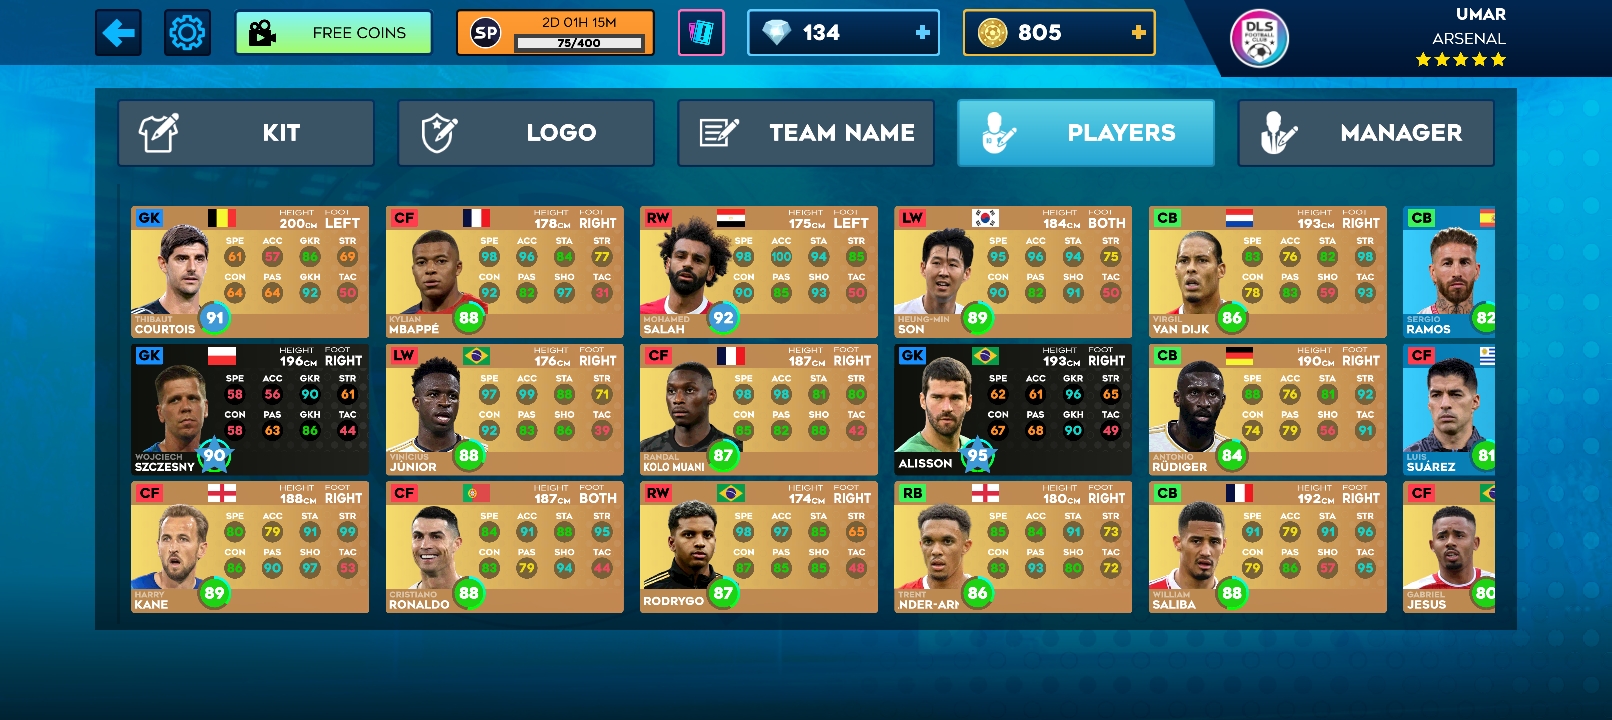 FREE COINS
SP
2D 01H 15M
75/400
134
805
DLS
FOOTBALL
CLUB
UMAR
ARSENAL
KIT
LOGO
TEAM NAME
PLAYERS
MANAGER
GK HEIGHT 200CM FOOT LEFT
SPE ACC GKR STR
61 57 86 69
CON PAS GKH TAC
64 64 92 50
THIBAUT
COURTOIS 91
CF HEIGHT 178CM FOOT RIGHT
SPE ACC STA STR
98 96 84 77
CON PAS SHO TAC
92 82 97 31
KYLIAN
MBAPPÉ 88
RW HEIGHT 175CM FOOT LEFT
SPE ACC STA STR
98 100 94 85
CON PAS SHO TAC
90 85 93 50
MOHAMED
SALAH 92
LW HEIGHT 184CM FOOT BOTH
SPE ACC STA STR
95 96 94 75
CON PAS SHO TAC
90 82 91 50
HEUNG-MIN
SON 89
CB HEIGHT 193CM FOOT RIGHT
SPE ACC STA STR
83 76 82 98
CON PAS SHO TAC
78 83 59 93
VIRGIL
VAN DIJK 86
CB
SERGIO
RAMOS 82
GK HEIGHT 196CM FOOT RIGHT
SPE ACC GKR STR
58 56 90 61
CON PAS GKH TAC
58 63 86 44
WOJCIECH
SZCZESNY 90
LW HEIGHT 176CM FOOT RIGHT
SPE ACC STA STR
97 99 88 71
CON PAS SHO TAC
92 83 86 39
VINÍCIUS
JÚNIOR 88
CF HEIGHT 187CM FOOT RIGHT
SPE ACC STA STR
98 98 81 80
CON PAS SHO TAC
85 82 88 42
RANDAL
KOLO MUANI 87
GK HEIGHT 193CM FOOT RIGHT
SPE ACC GKR STR
62 61 96 65
CON PAS GKH TAC
67 68 90 49
ALISSON 95
CB HEIGHT 190CM FOOT RIGHT
SPE ACC STA STR
88 76 81 92
CON PAS SHO TAC
74 79 56 91
ANTONIO
RÜDIGER 84
CF
LUIS
SUÁREZ 81
CF HEIGHT 188CM FOOT RIGHT
SPE ACC STA STR
80 79 91 99
CON PAS SHO TAC
86 90 97 53
HARRY
KANE 89
CF HEIGHT 187CM FOOT BOTH
SPE ACC STA STR
84 91 88 95
CON PAS SHO TAC
83 79 94 44
CRISTIANO
RONALDO 88
RW HEIGHT 174CM FOOT RIGHT
SPE ACC STA STR
98 97 85 65
CON PAS SHO TAC
87 85 85 48
RODRYGO 87
RB HEIGHT 180CM FOOT RIGHT
SPE ACC STA STR
85 84 91 73
CON PAS SHO TAC
83 93 80 72
TRENT
NDER-ARN 86
CB HEIGHT 192CM FOOT RIGHT
SPE ACC STA STR
91 79 91 96
CON PAS SHO TAC
79 86 57 95
WILLIAM
SALIBA 88
CF
GABRIEL
JESUS 80